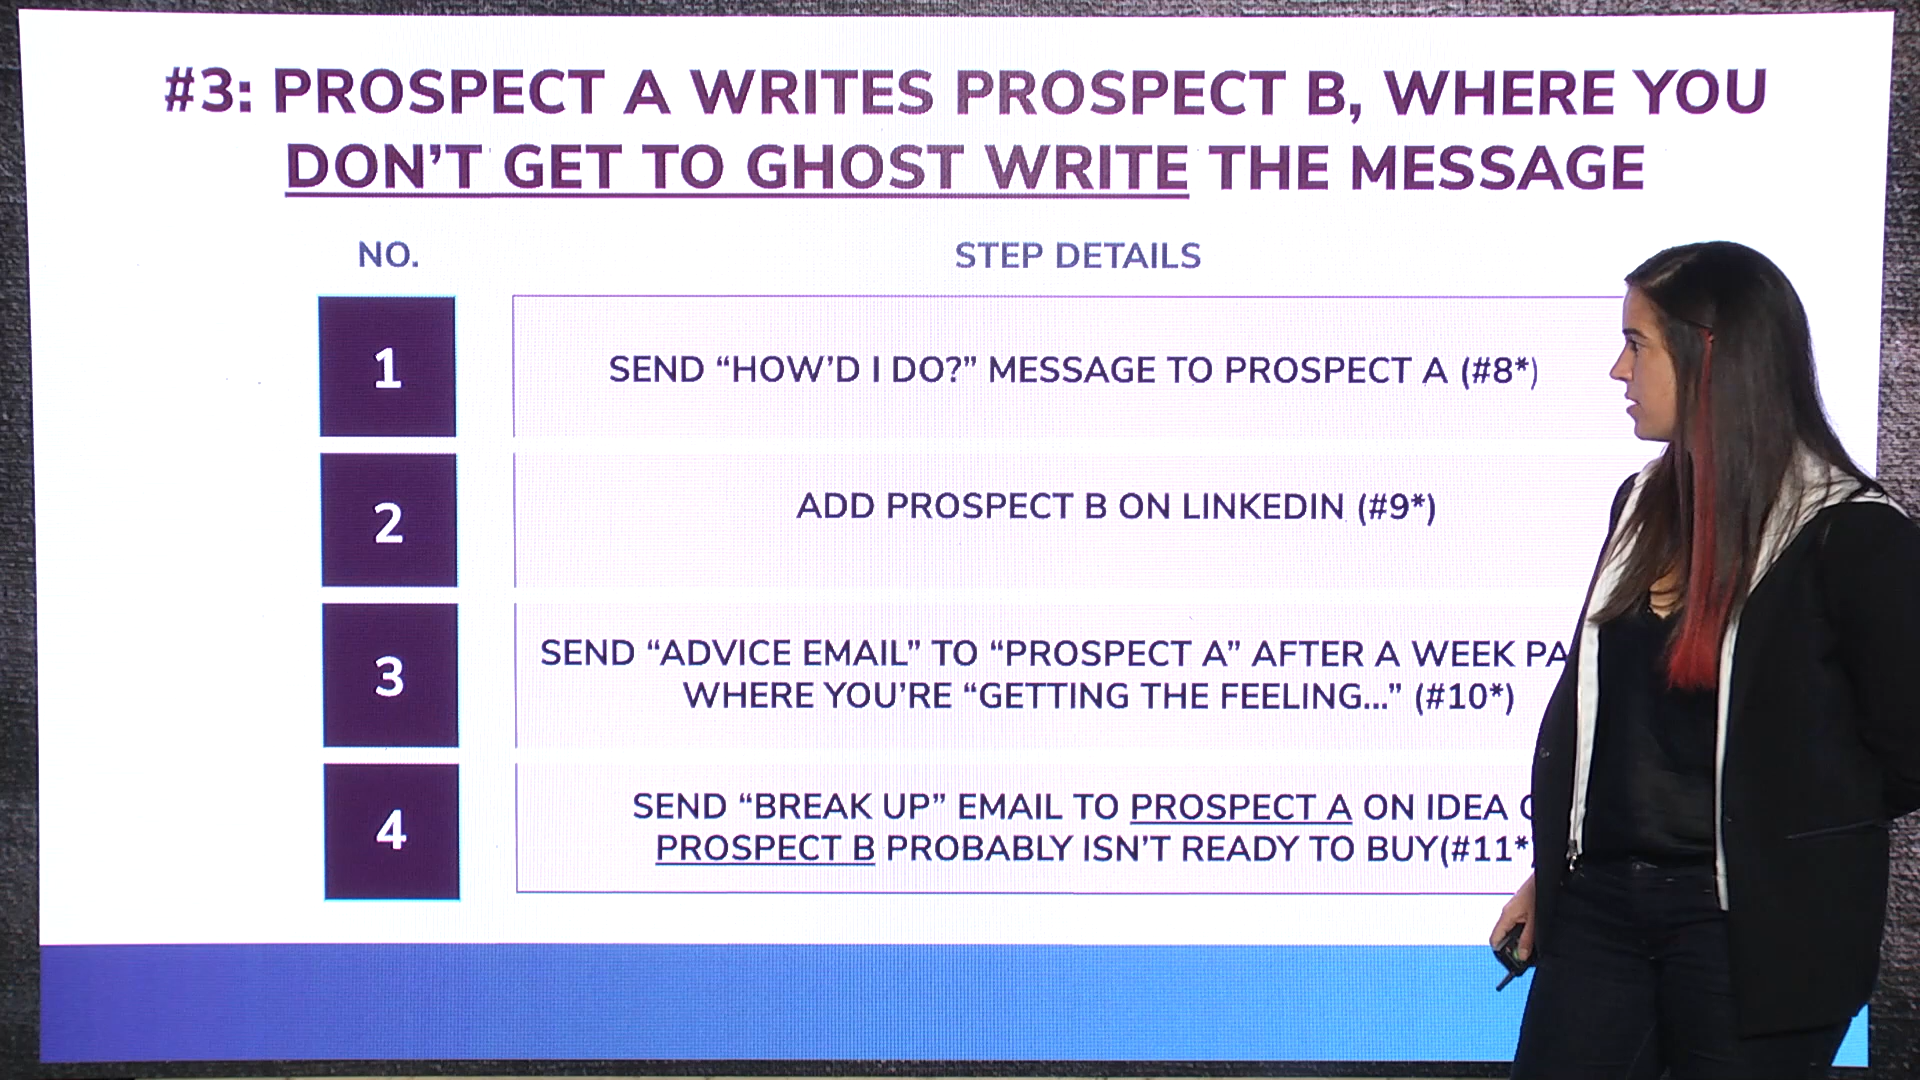 #3: PROSPECT A WRITES PROSPECT B, WHERE YOU
DON'T GET TO GHOST WRITE THE MESSAGE
NO.
STEP DETAILS
1
SEND “HOW'D I DO?” MESSAGE TO PROSPECT A (#8*)
2
ADD PROSPECT B ON LINKEDIN (#9*)
3
SEND “ADVICE EMAIL” TO “PROSPECT A” AFTER A WEEK
WHERE YOU'RE “GETTING THE FEELING...” (#10*)
4
SEND “BREAK UP” EMAIL TO PROSPECT A ON IDEA
PROSPECT B PROBABLY ISN'T READY TO BUY(#11*)